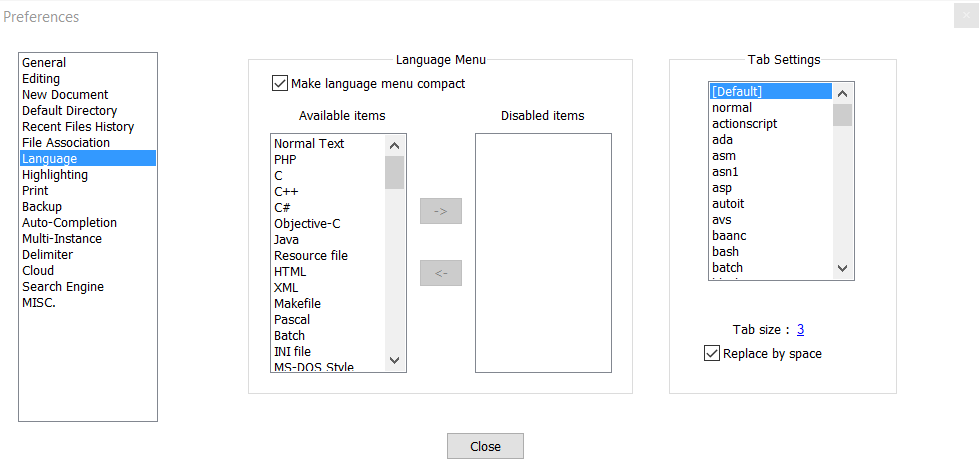 Preferences
General
Editing
New Document
Default Directory
Recent Files History
File Association
Language
Highlighting
Print
Backup
Auto-Completion
Multi-Instance
Delimiter
Cloud
Search Engine
MISC.
Language Menu
Make language menu compact
Available items
Normal Text
PHP
C
C++
C#
Objective-C
Java
Resource file
HTML
XML
Makefile
Pascal
Batch
INI file
MS-DOS Style
->
<-
Disabled items
Tab Settings
[Default]
normal
actionscript
ada
asm
asn1
asp
autoit
avs
baanc
bash
batch
Tab size : 3
Replace by space
Close